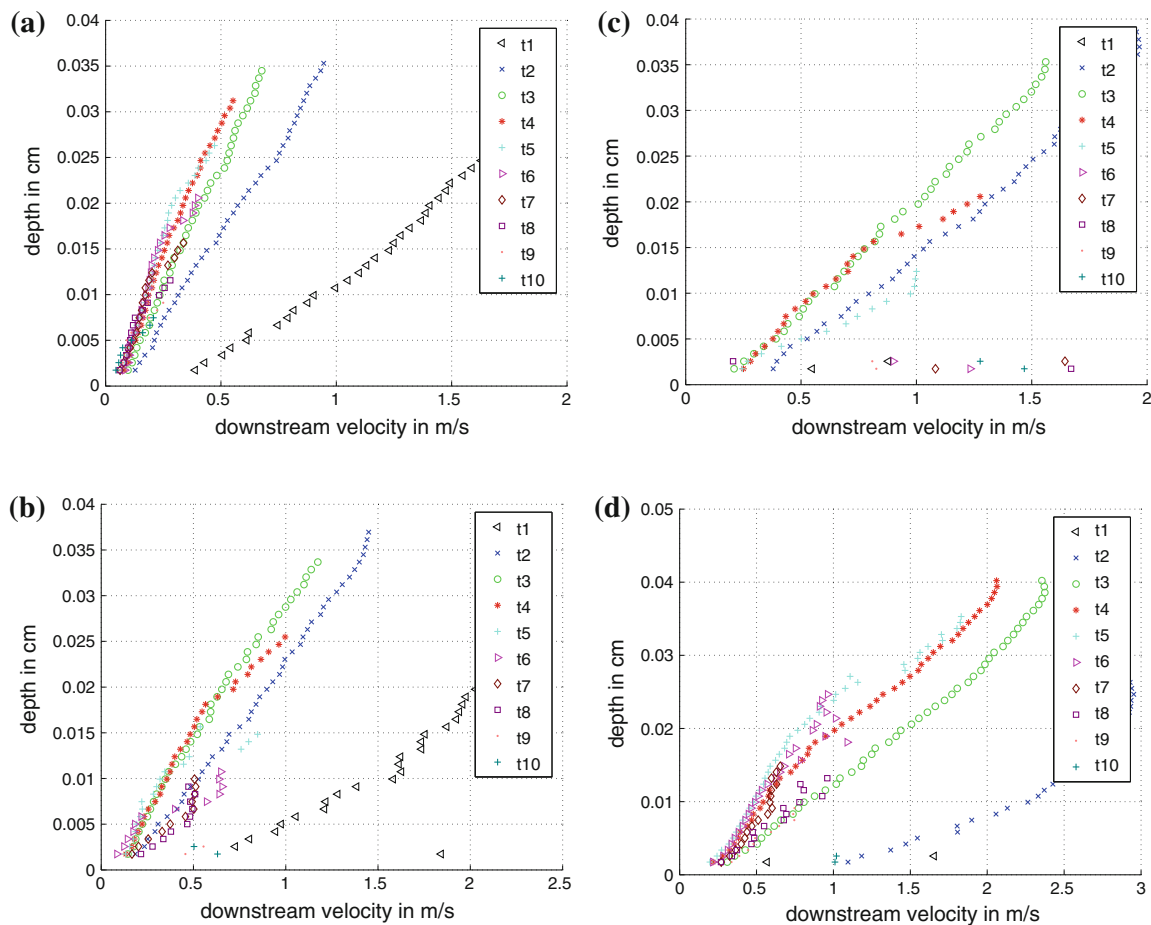 (a)
0.04
0.035
0.03
0.025
0.02
0.015
0.01
0.005
0
depth in cm
0
0.5
1
1.5
2
downstream velocity in m/s
t1
t2
t3
t4
t5
t6
t7
t8
t9
t10
(c)
0.04
0.035
0.03
0.025
0.02
0.015
0.01
0.005
0
depth in cm
0
0.5
1
1.5
2
downstream velocity in m/s
t1
t2
t3
t4
t5
t6
t7
t8
t9
t10
(b)
0.04
0.035
0.03
0.025
0.02
0.015
0.01
0.005
0
depth in cm
0
0.5
1
1.5
2
2.5
downstream velocity in m/s
t1
t2
t3
t4
t5
t6
t7
t8
t9
t10
(d)
0.05
0.04
0.03
0.02
0.01
0
depth in cm
0
0.5
1
1.5
2
2.5
3
downstream velocity in m/s
t1
t2
t3
t4
t5
t6
t7
t8
t9
t10